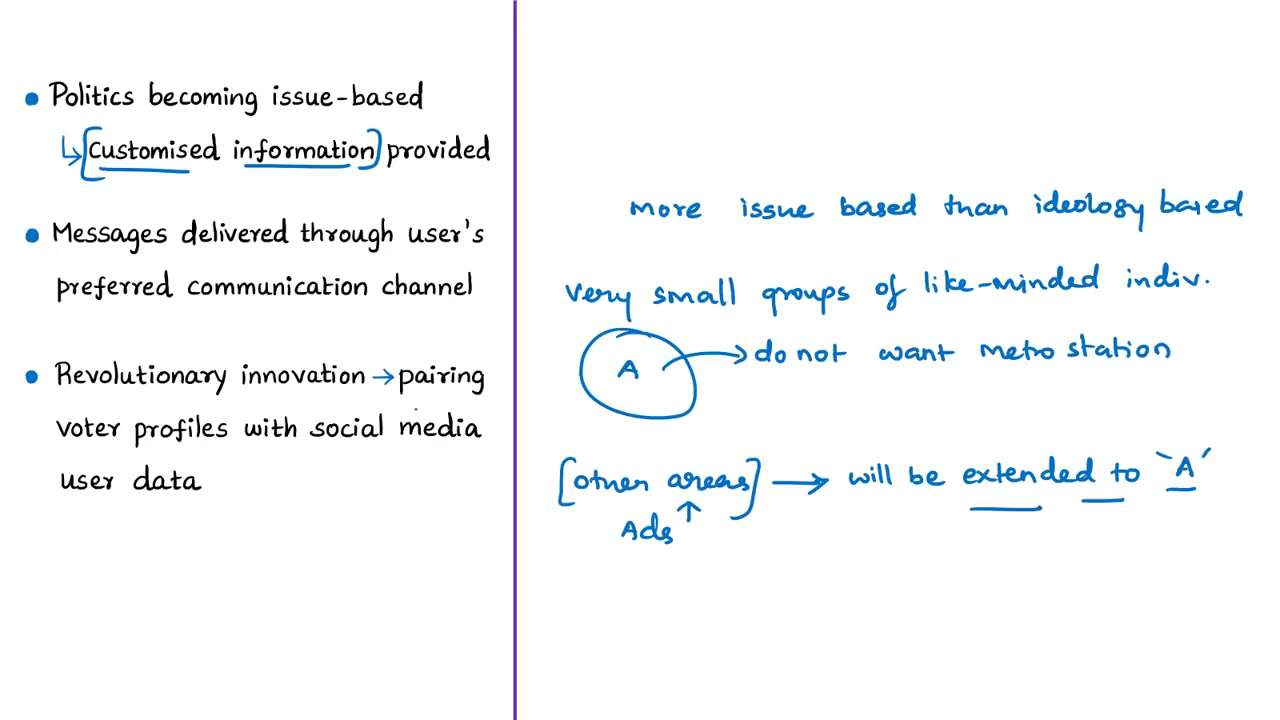 • Politics becoming issue-based
↳ [Customised information] provided
• Messages delivered through user's
preferred communication channel
• Revolutionary innovation → pairing
voter profiles with social media
user data
more issue based than ideology based
very small groups of like-minded indiv.
A → do not want metro station
[other areas] → will be extended to `A'
Ads ↑